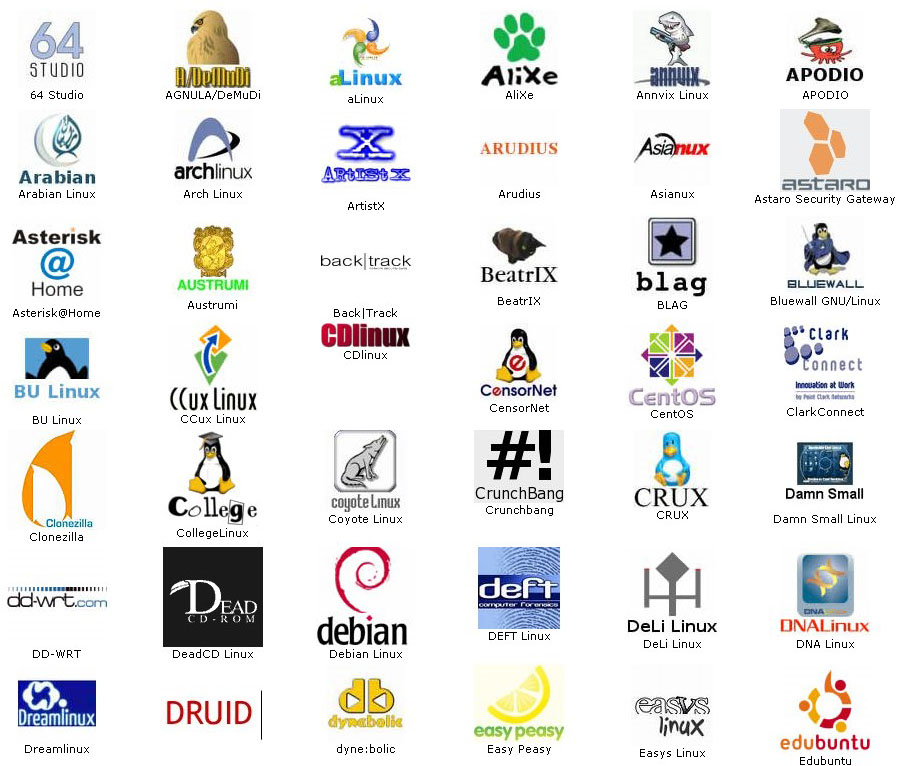 64
STUDIO
64 Studio
A/DeMuDi
AGNULA/DeMuDi
aLinux
aLinux
AliXe
AliXe
annvix
Annvix Linux
APODIO
APODIO
Arabian
Arabian Linux
archlinux
Arch Linux
X
ARtISt X
ArtistX
ARUDIUS
Arudius
Asianux
Asianux
astaro
Astaro Security Gateway
Asterisk
@
Home
Asterisk@Home
AUSTRUMI
Austrumi
back|track
Back|Track
BeatrIX
BeatrIX
blag
BLAG
BLUEWALL
Bluewall GNU/Linux
BU Linux
BU Linux
CCux Linux
CCux Linux
CDlinux
CDlinux
e
CensorNet
CensorNet
CentOS
CentOS
Clark
Connect
Innovation at Work
by Point Clark Networks
ClarkConnect
Clonezilla
Clonezilla
College
CollegeLinux
coyote Linux
Coyote Linux
#!
CrunchBang
Crunchbang
CRUX
CRUX
Damn Small
Damn Small Linux
dd-wrt.com
DD-WRT
DEAD
CD-ROM
DeadCD Linux
debian
Debian Linux
deft
computer forensics
DEFT Linux
DeLi Linux
DeLi Linux
DNALinux
DNA Linux
Dreamlinux
Dreamlinux
DRUID
dynebolic
dyne:bolic
easy peasy
Easy Peasy
easys
linux
Easys Linux
edubuntu
Edubuntu